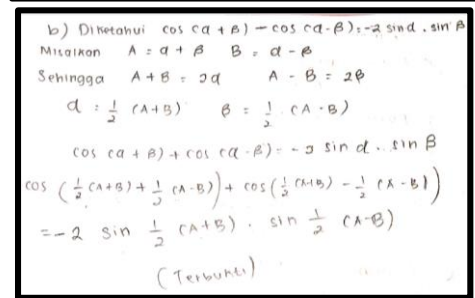 b) Diketahui cos (α + β) - cos (α - β) = -2 sin α . sin β
Misalkan A = α + β B = α - β
Sehingga A + B = 2α A - B = 2β
α = 1/2 (A+B) β = 1/2 (A-B)
cos (α + β) + cos (α - β) = -2 sin α . sin β
cos (1/2 (A+B) + 1/2 (A-B)) + cos (1/2 (A+B) - 1/2 (A-B))
= -2 sin 1/2 (A+B) . sin 1/2 (A-B)
(Terbukti)